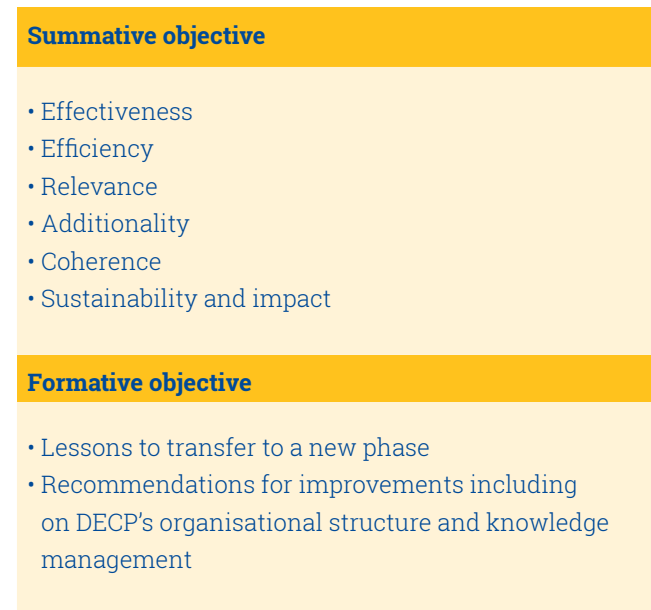 Summative objective
• Effectiveness
• Efficiency
• Relevance
• Additionality
• Coherence
• Sustainability and impact
Formative objective
• Lessons to transfer to a new phase
• Recommendations for improvements including
on DECP’s organisational structure and knowledge
management